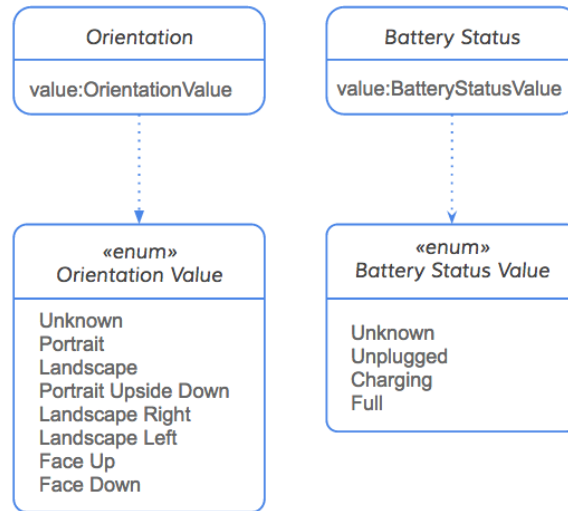 Orientation
value:OrientationValue
Battery Status
value:BatteryStatusValue
«enum»
Orientation Value
Unknown
Portrait
Landscape
Portrait Upside Down
Landscape Right
Landscape Left
Face Up
Face Down
«enum»
Battery Status Value
Unknown
Unplugged
Charging
Full